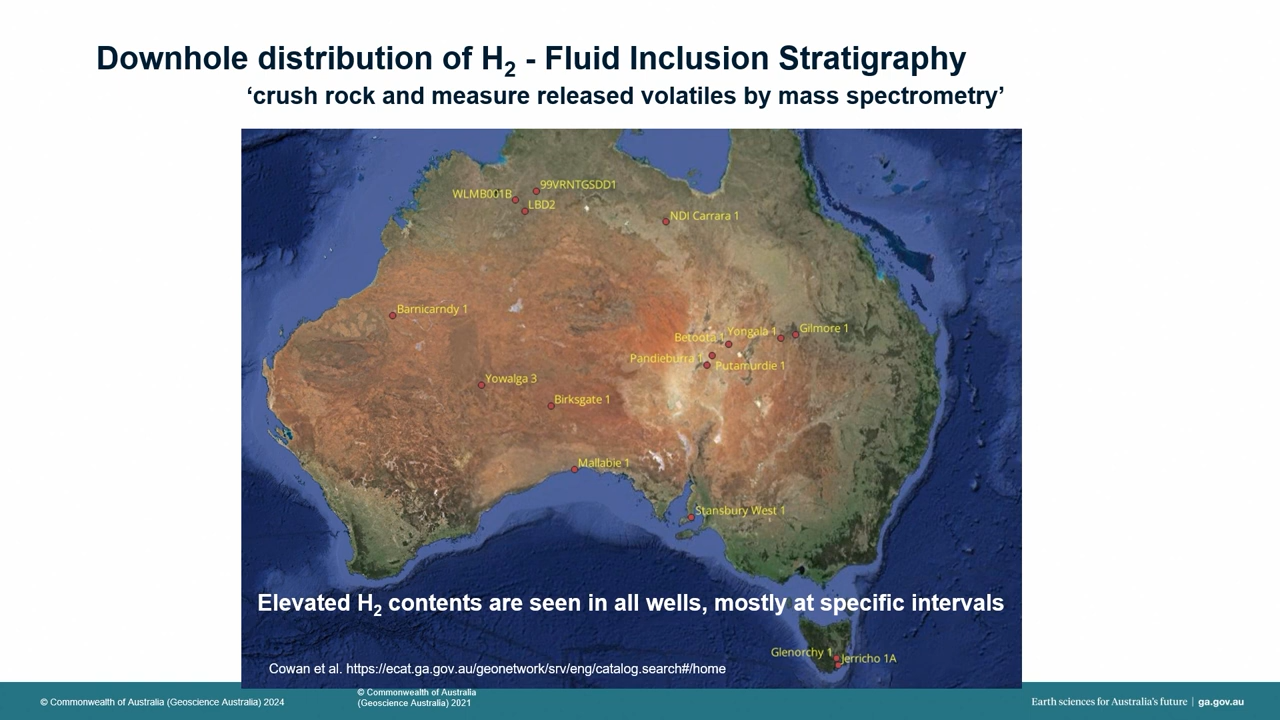 Downhole distribution of H₂ - Fluid Inclusion Stratigraphy
‘crush rock and measure released volatiles by mass spectrometry’
99VRNTGSDD1
WLMB001B
LBD2
NDI Carrara 1
Barnicarndy 1
Gilmore 1
Yongala 1
Betoota 1
Pandieburra 1
Putamurdie 1
Yowalga 3
Birksgate 1
Mallabie 1
Stansbury West 1
Elevated H₂ contents are seen in all wells, mostly at specific intervals
Glenorchy 1
Jerricho 1A
Cowan et al. https://ecat.ga.gov.au/geonetwork/srv/eng/catalog.search#/home
© Commonwealth of Australia (Geoscience Australia) 2024
© Commonwealth of Australia
(Geoscience Australia) 2021
Earth sciences for Australia’s future | ga.gov.au